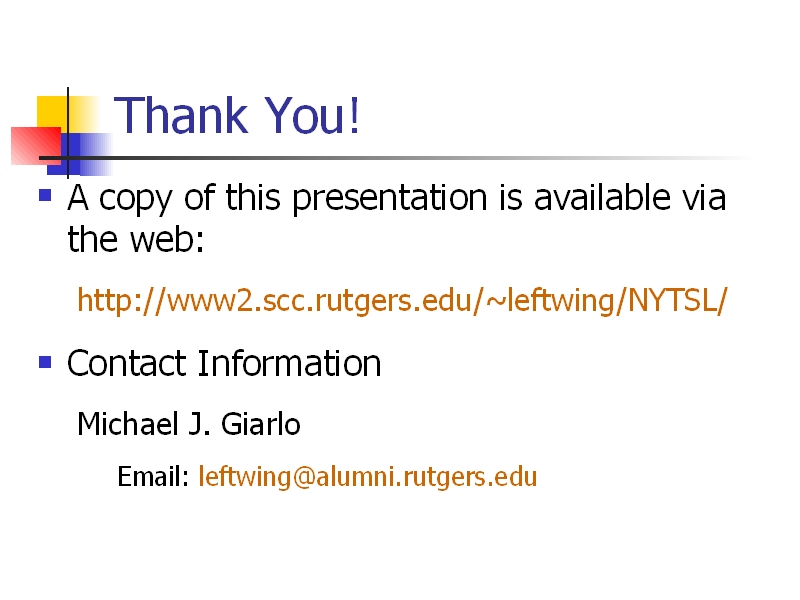 Thank You!
A copy of this presentation is available via
the web:
http://www2.scc.rutgers.edu/~leftwing/NYTSL/
Contact Information
Michael J. Giarlo
Email: leftwing@alumni.rutgers.edu